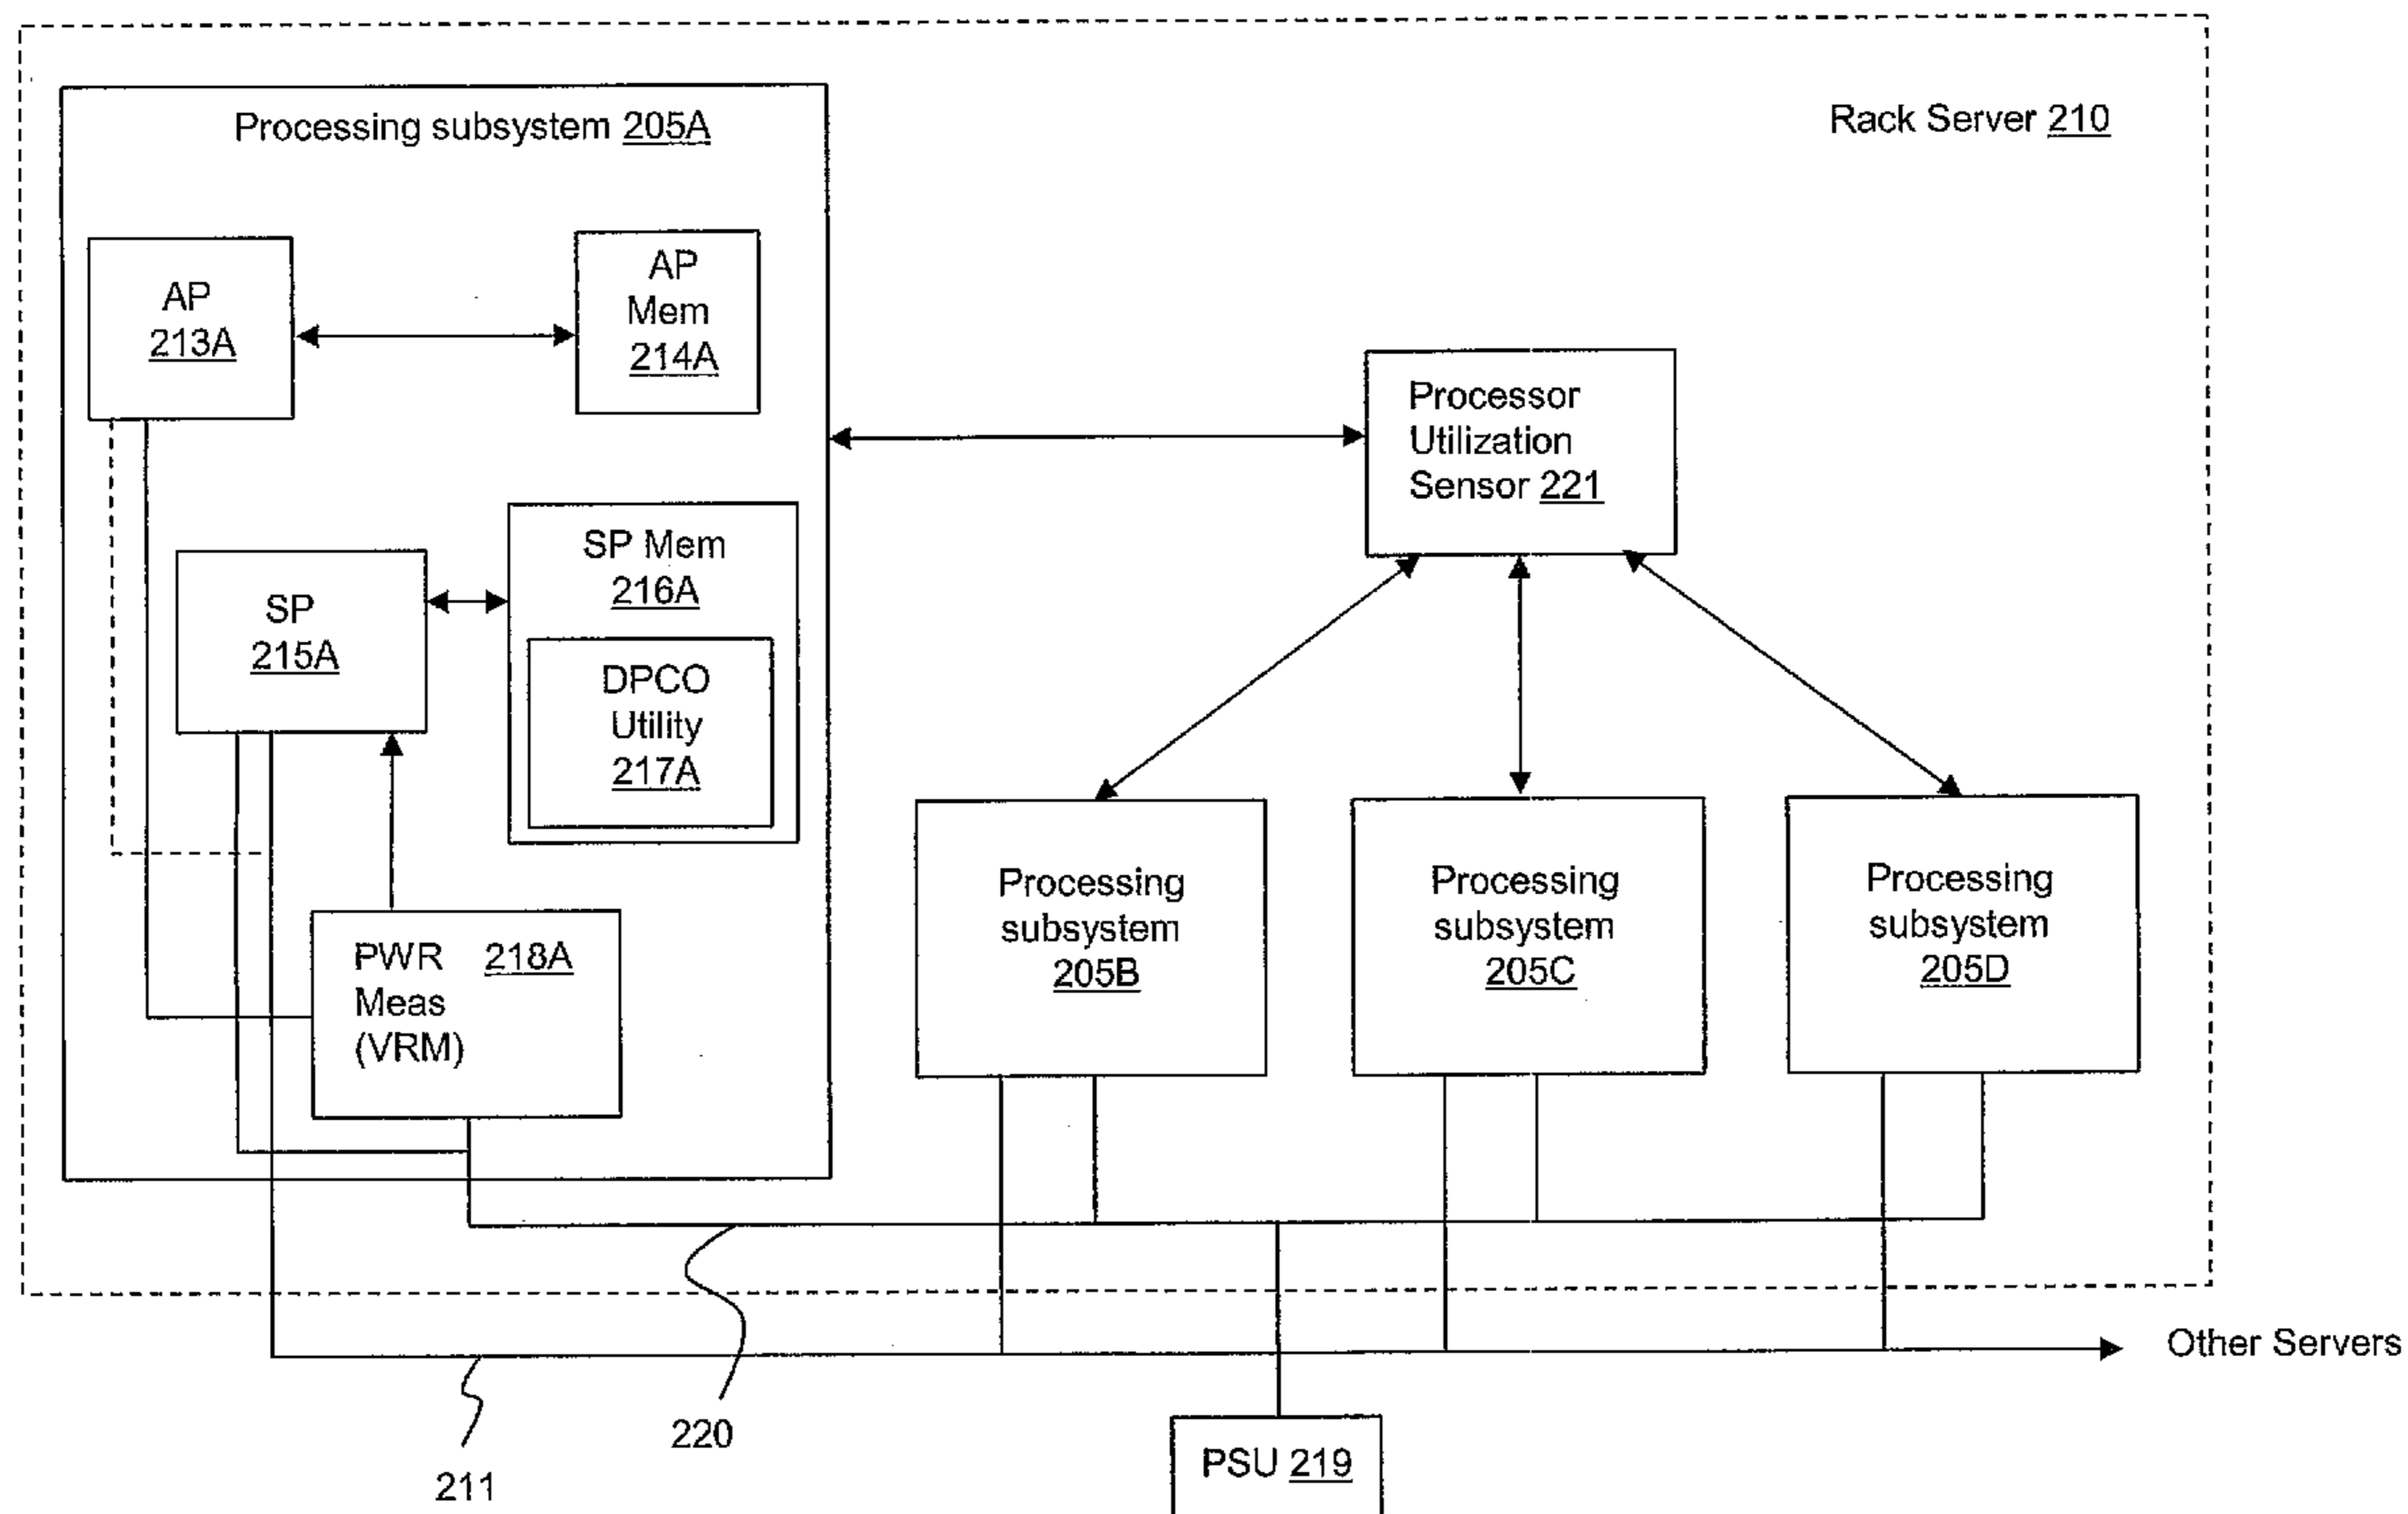 Processing subsystem 205A
Rack Server 210
AP
213A
AP
Mem
214A
Processor
Utilization
Sensor 221
SP
215A
SP Mem
216A
DPCO
Utility
217A
PWR 218A
Meas
(VRM)
Processing
subsystem
205B
Processing
subsystem
205C
Processing
subsystem
205D
Other Servers
220
211
PSU 219